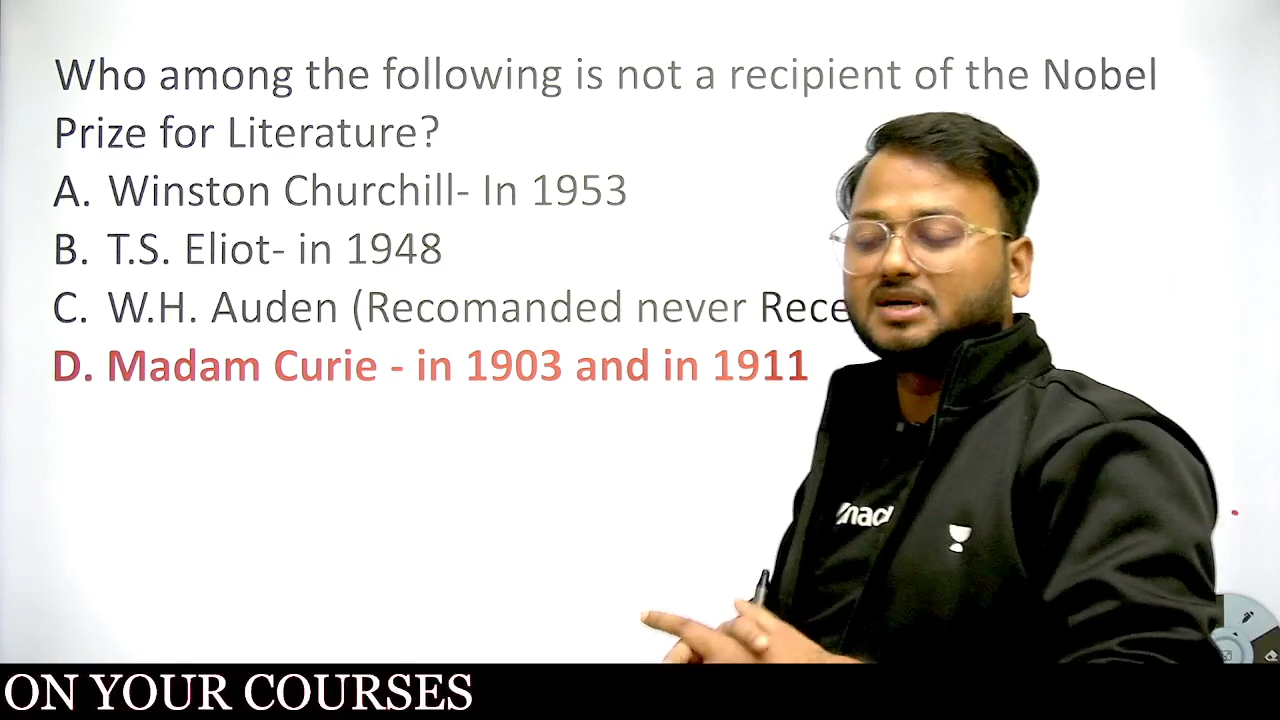 Who among the following is not a recipient of the Nobel
Prize for Literature?
A. Winston Churchill- In 1953
B. T.S. Eliot- in 1948
C. W.H. Auden (Recomanded never
D. Madam Curie - in 1903 and in 1911
ON YOUR COURSES